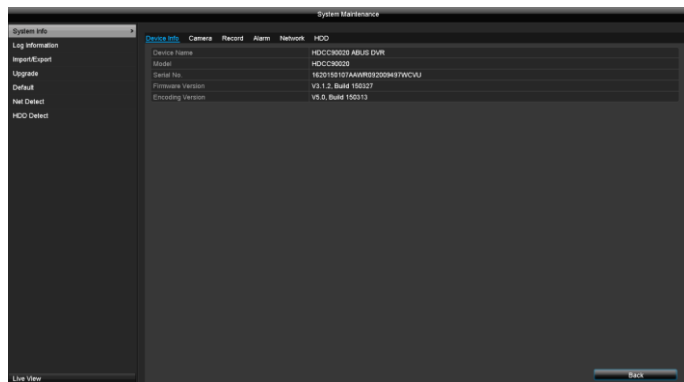 System Maintenance
System Info
Log Information
Import/Export
Upgrade
Default
Net Detect
HDD Detect
Live View
Device Info Camera Record Alarm Network HDD
Device Name HDCC90020 ABUS DVR
Model HDCC90020
Serial No. 1620150107AAWR092009497WCVU
Firmware Version V3.1.2, Build 150327
Encoding Version V5.0, Build 150313
Back